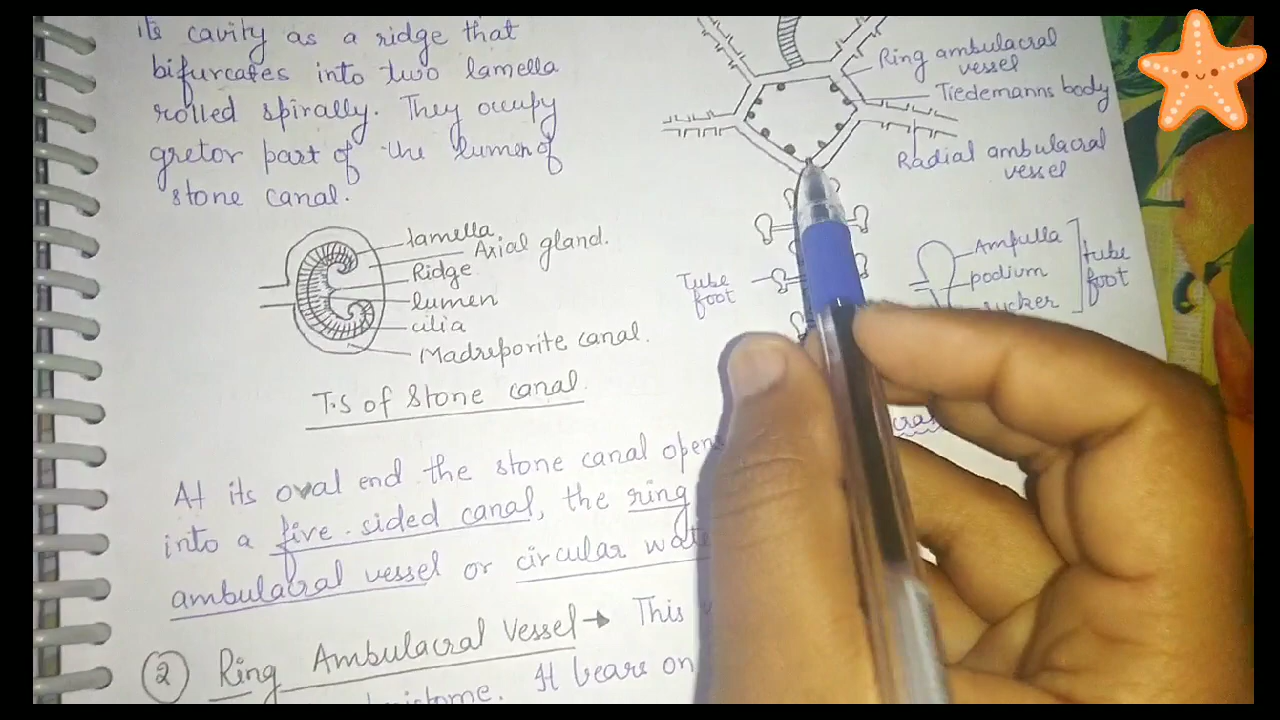 its cavity as a ridge that
bifurcates into two lamella
rolled spirally. They occupy
gretor part of the lumen of
stone canal.
Ring ambulacral
vessel
Tiedemanns body
Radial ambulacral
vessel
lamella
Axial gland.
Ridge
lumen
cilia
Madreporite canal.
T.S of Stone canal
Tube
foot
Ampulla
podium
sucker
tube
foot
At its oval end the stone canal open
into a five-sided canal, the ring
ambulacral vessel or circular wate
② Ring Ambulacral Vessel → This
It bears on